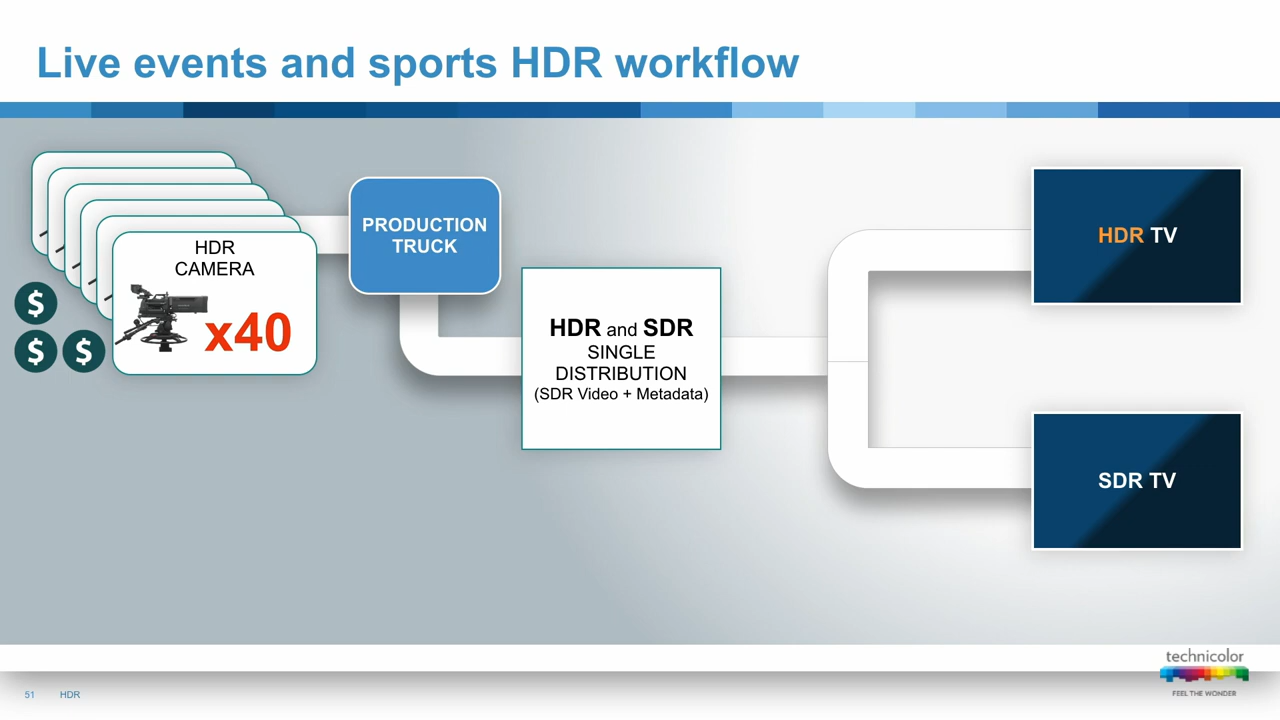 Live events and sports HDR workflow
HDR
CAMERA
x40
$
$
$
PRODUCTION
TRUCK
HDR and SDR
SINGLE
DISTRIBUTION
(SDR Video + Metadata)
HDR TV
SDR TV
technicolor
FEEL THE WONDER
51 HDR